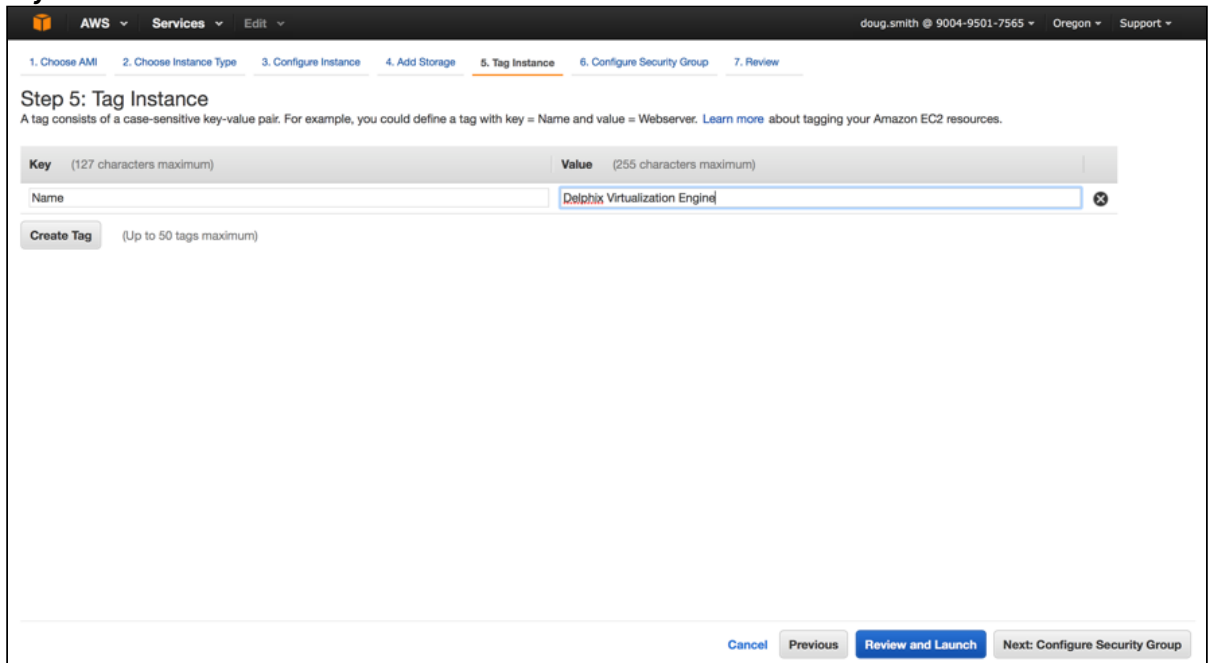 AWS Services Edit doug.smith @ 9004-9501-7565 Oregon Support
1. Choose AMI 2. Choose Instance Type 3. Configure Instance 4. Add Storage 5. Tag Instance 6. Configure Security Group 7. Review
Step 5: Tag Instance
A tag consists of a case-sensitive key-value pair. For example, you could define a tag with key = Name and value = Webserver. Learn more about tagging your Amazon EC2 resources.
Key (127 characters maximum) Value (255 characters maximum)
Name Delphix Virtualization Engine
Create Tag (Up to 50 tags maximum)
Cancel Previous Review and Launch Next: Configure Security Group